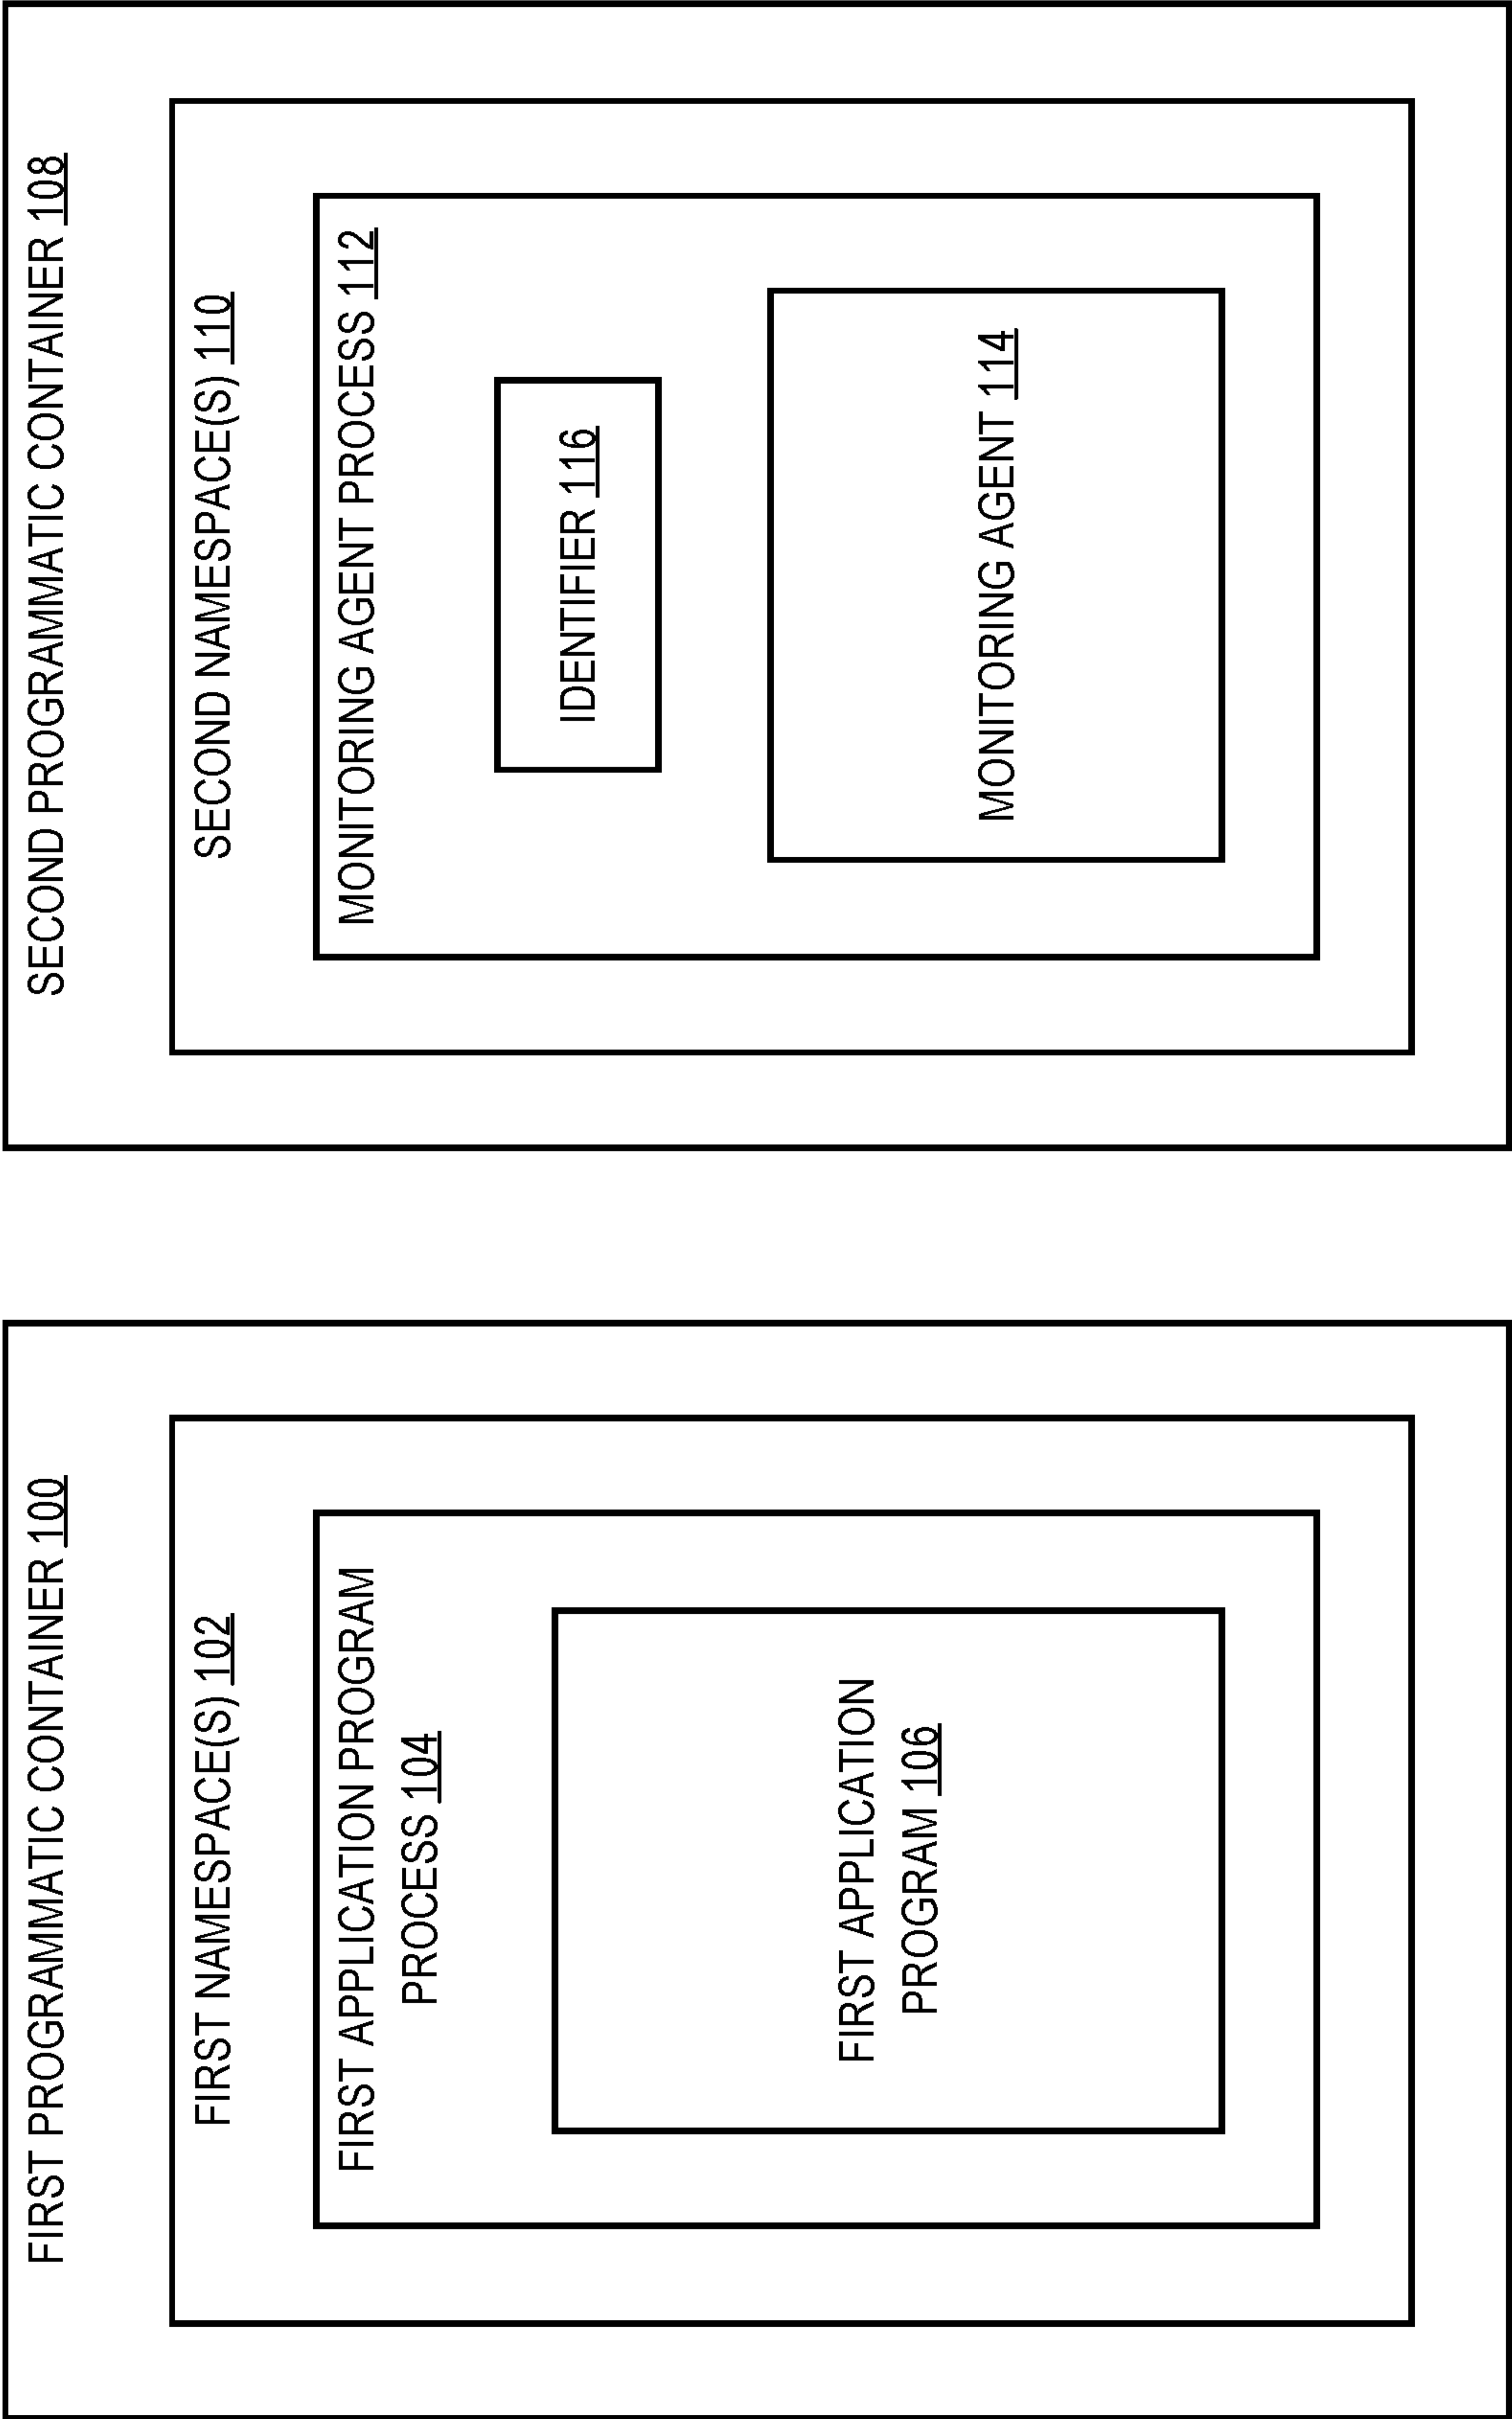 FIRST PROGRAMMATIC CONTAINER 100
FIRST NAMESPACE(S) 102
FIRST APPLICATION PROGRAM
PROCESS 104
FIRST APPLICATION
PROGRAM 106
SECOND PROGRAMMATIC CONTAINER 108
SECOND NAMESPACE(S) 110
MONITORING AGENT PROCESS 112
IDENTIFIER 116
MONITORING AGENT 114